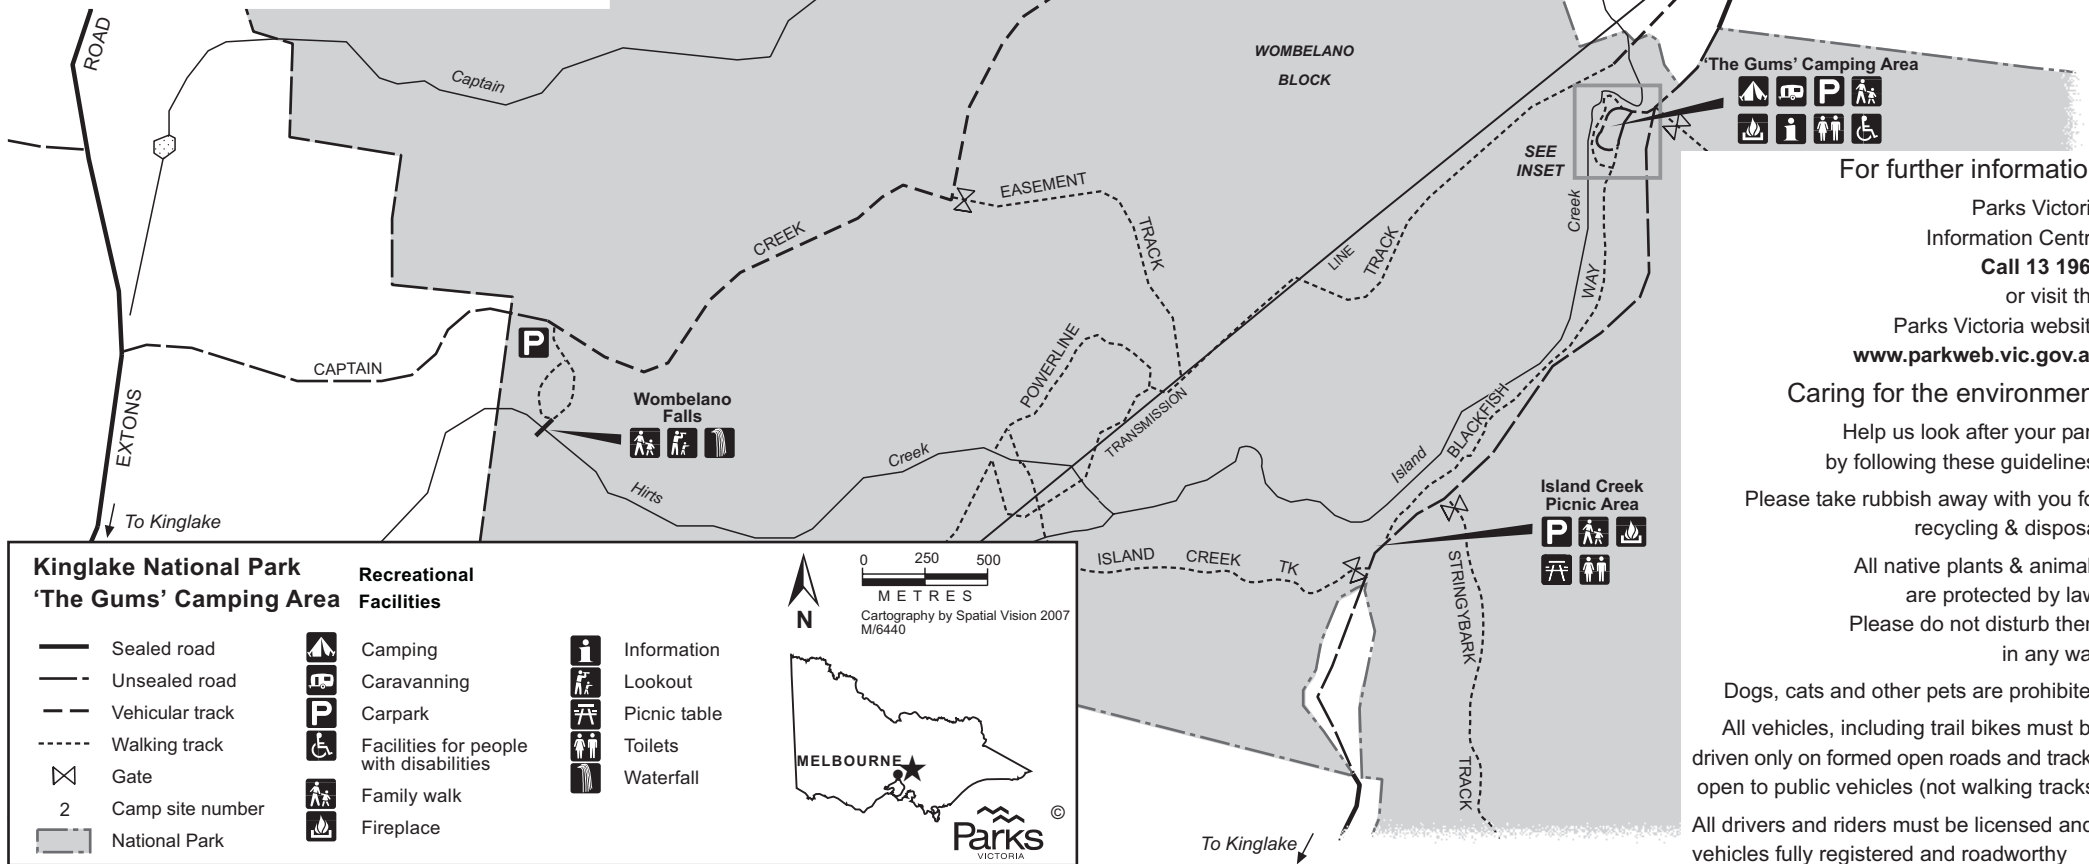 ROAD
Captain
WOMBELANO
BLOCK
'The Gums' Camping Area
P
i
SEE
INSET
Creek
EASEMENT
TRACK
CREEK
LINE
TRACK
WAY
P
CAPTAIN
POWERLINE
Wombelano
Falls
TRANSMISSION
BLACKFISH
EXTONS
Creek
Hirts
Island
To Kinglake
Island Creek
Picnic Area
P
ISLAND CREEK TK
STRINGYBARK
TRACK
To Kinglake
For further informatio
Parks Victori
Information Centr
Call 13 196
or visit th
Parks Victoria websit
www.parkweb.vic.gov.a
Caring for the environmen
Help us look after your par
by following these guidelines
Please take rubbish away with you fo
recycling & disposa
All native plants & animal
are protected by law
Please do not disturb them
in any wa
Dogs, cats and other pets are prohibite
All vehicles, including trail bikes must b
driven only on formed open roads and track
open to public vehicles (not walking tracks
All drivers and riders must be licensed and
vehicles fully registered and roadworthy
Kinglake National Park
'The Gums' Camping Area
Sealed road
Unsealed road
Vehicular track
Walking track
Gate
2 Camp site number
National Park
Recreational
Facilities
Camping
Caravanning
P Carpark
Facilities for people
with disabilities
Family walk
Fireplace
i Information
Lookout
Picnic table
Toilets
Waterfall
N
0 250 500
METRES
Cartography by Spatial Vision 2007
M/6440
MELBOURNE
©
Parks
VICTORIA